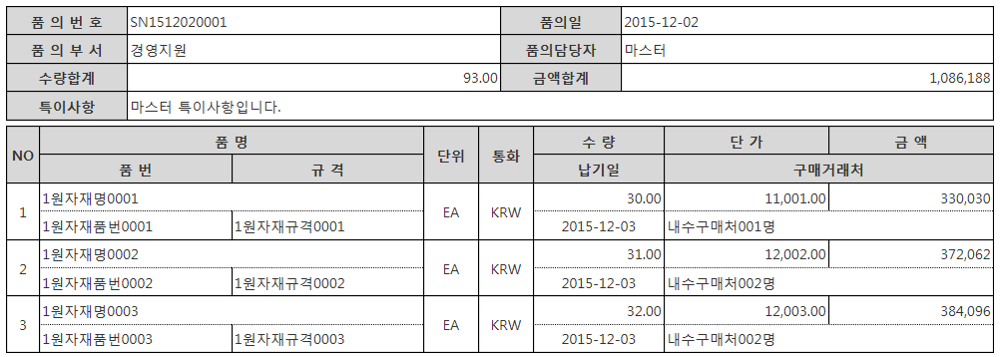 품 의 번 호 SN1512020001 품의일 2015-12-02
품 의 부 서 경영지원 품의담당자 마스터
수량합계 93.00 금액합계 1,086,188
특이사항 마스터 특이사항입니다.
NO 품 명 단위 통화 수 량 단 가 금 액
품 번 규 격 납기일 구매거래처
1 1원자재명0001 EA KRW 30.00 11,001.00 330,030
1원자재품번0001 1원자재규격0001 2015-12-03 내수구매처001명
2 1원자재명0002 EA KRW 31.00 12,002.00 372,062
1원자재품번0002 1원자재규격0002 2015-12-03 내수구매처002명
3 1원자재명0003 EA KRW 32.00 12,003.00 384,096
1원자재품번0003 1원자재규격0003 2015-12-03 내수구매처002명